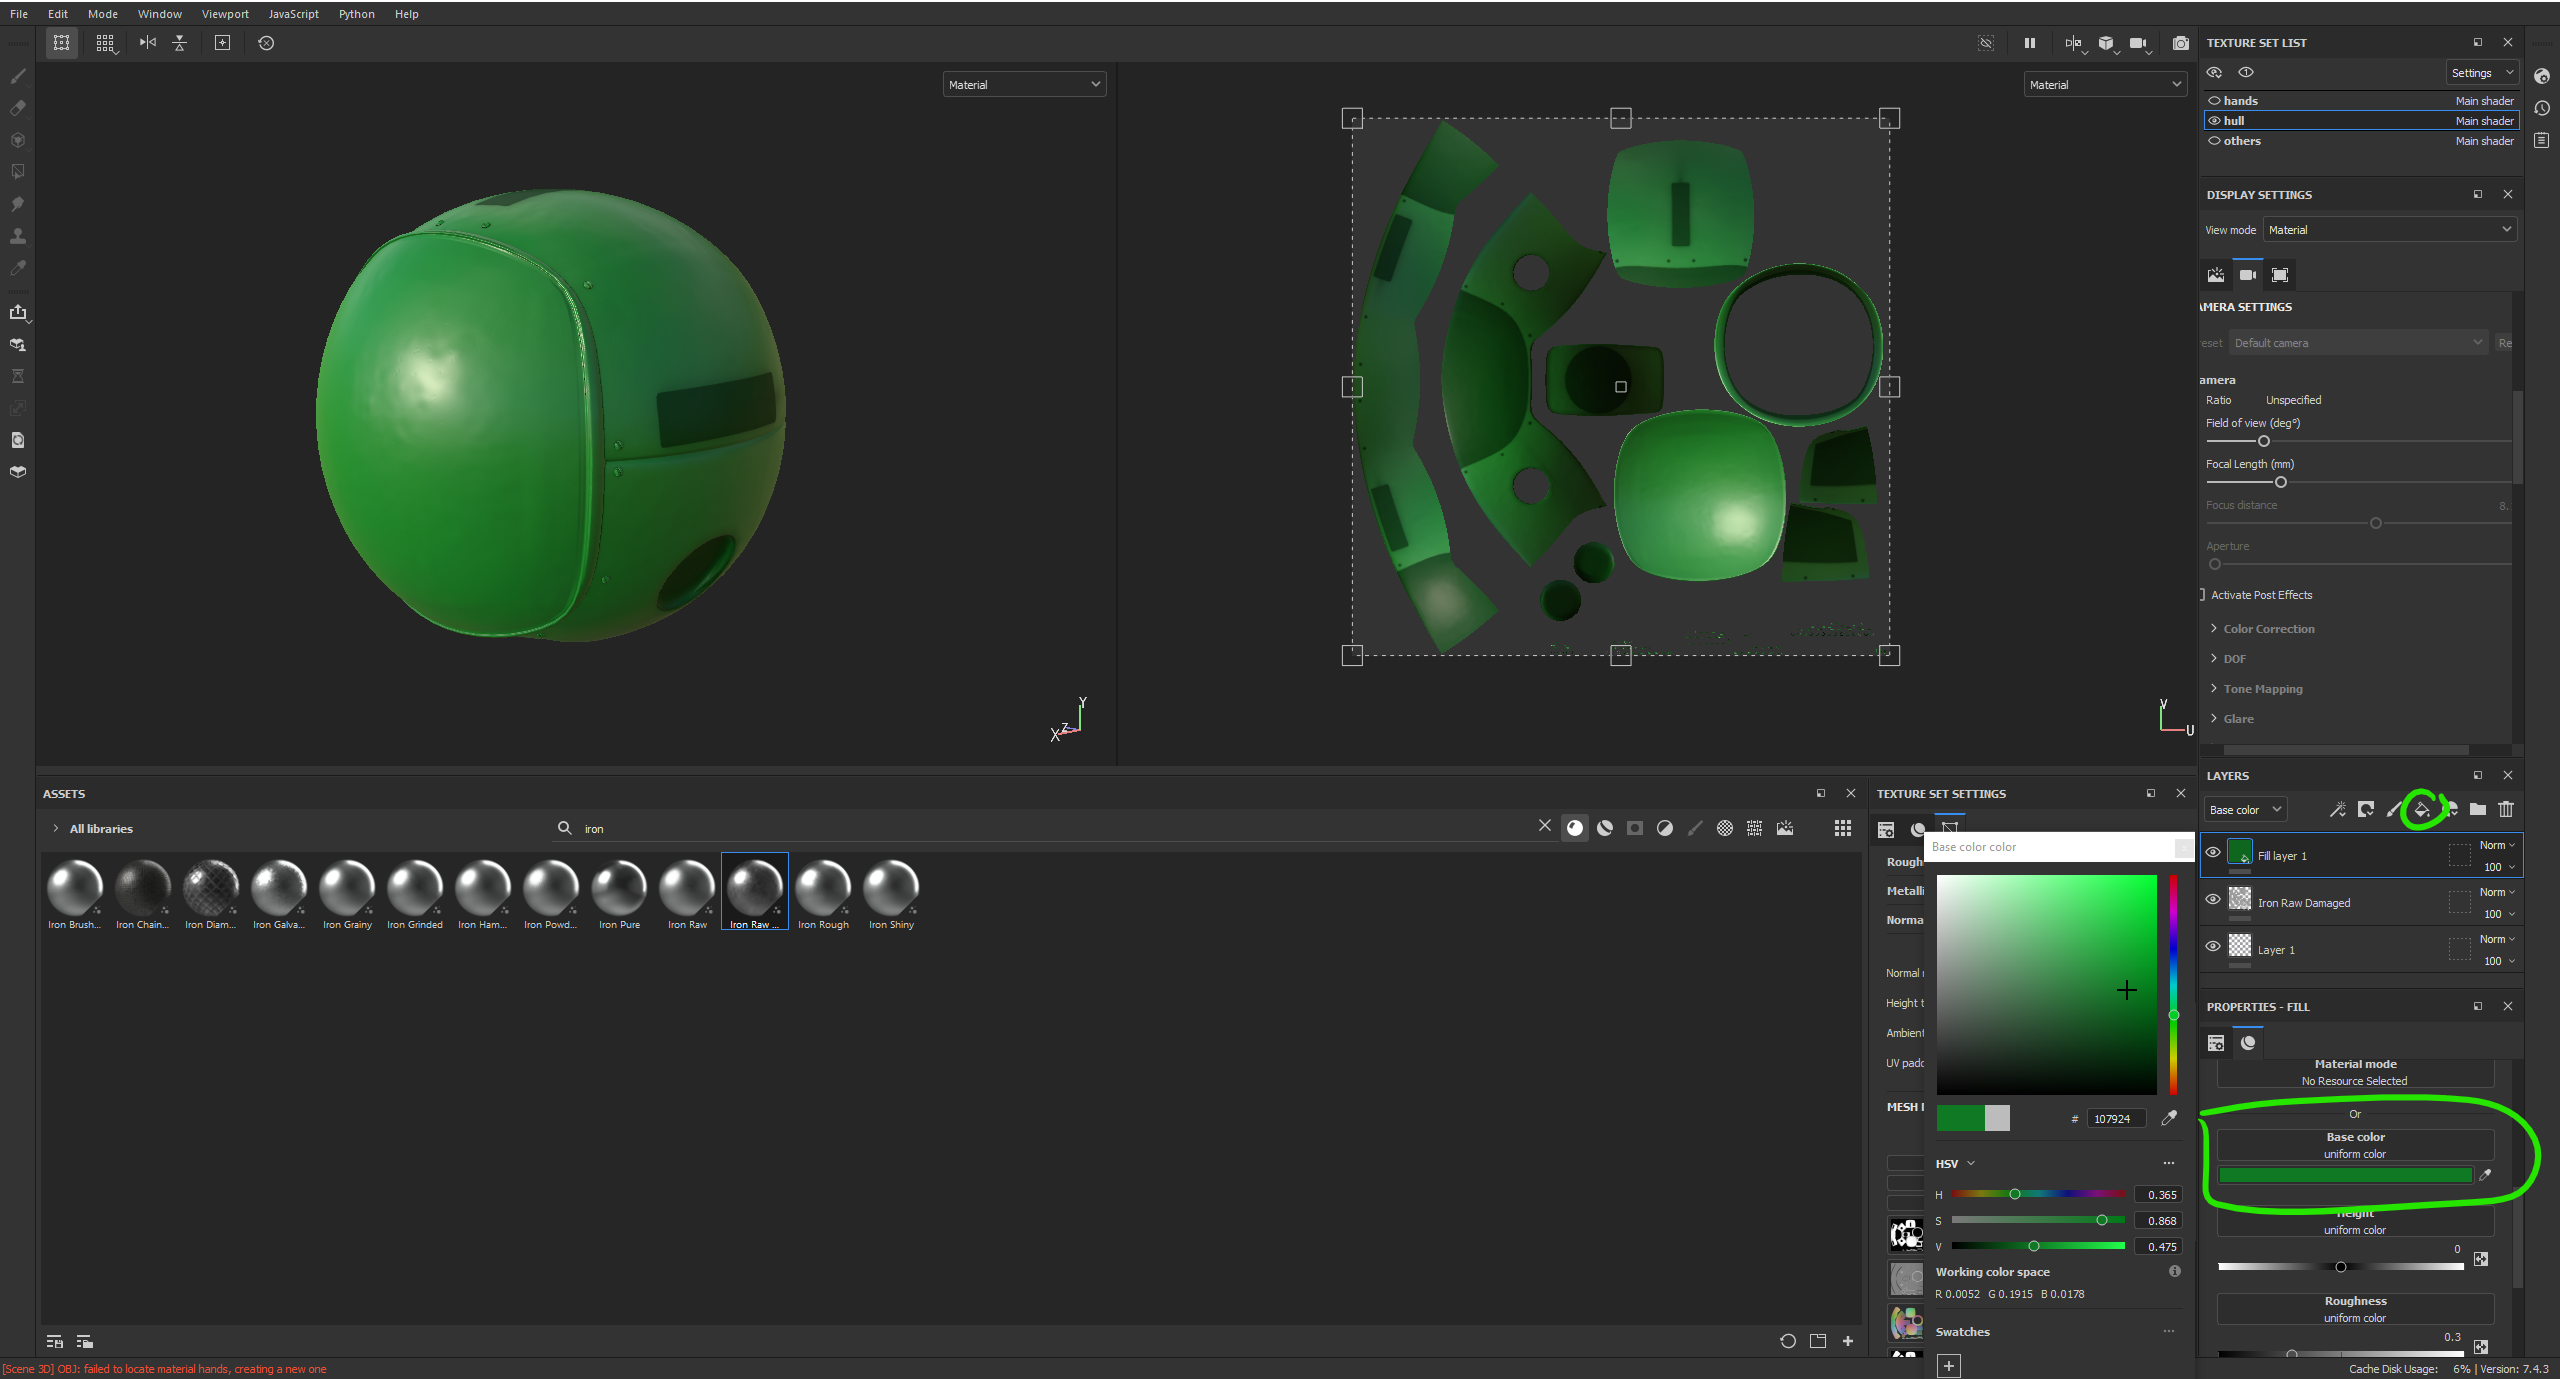 File Edit Mode Window Viewport JavaScript Python Help
Material
Material
Y
Z
X
V
U
TEXTURE SET LIST
Settings
hands Main shader
hull Main shader
others Main shader
DISPLAY SETTINGS
View mode Material
AMERA SETTINGS
eset Default camera Re
amera
Ratio Unspecified
Field of view (deg°)
Focal Length (mm)
Focus distance 8.
Aperture
Activate Post Effects
Color Correction
DOF
Tone Mapping
Glare
LAYERS
Base color
Fill layer 1 Norm 100
Iron Raw Damaged Norm 100
Layer 1 Norm 100
PROPERTIES - FILL
Material mode
No Resource Selected
Or
Base color
uniform color
Height
uniform color
0
Roughness
uniform color
0.3
ASSETS
All libraries
iron
Iron Brush... Iron Chain... Iron Diam... Iron Galva... Iron Grainy Iron Grinded Iron Ham... Iron Powd... Iron Pure Iron Raw Iron Raw ... Iron Rough Iron Shiny
TEXTURE SET SETTINGS
Rough
Metalli
Norma
Normal
Height t
Ambient
UV pado
MESH
Base color color
# 107924
HSV
H 0.365
S 0.868
V 0.475
Working color space
R 0.0052 G 0.1915 B 0.0178
Swatches
[Scene 3D] OBJ: failed to locate material hands, creating a new one
Cache Disk Usage: 6% | Version: 7.4.3